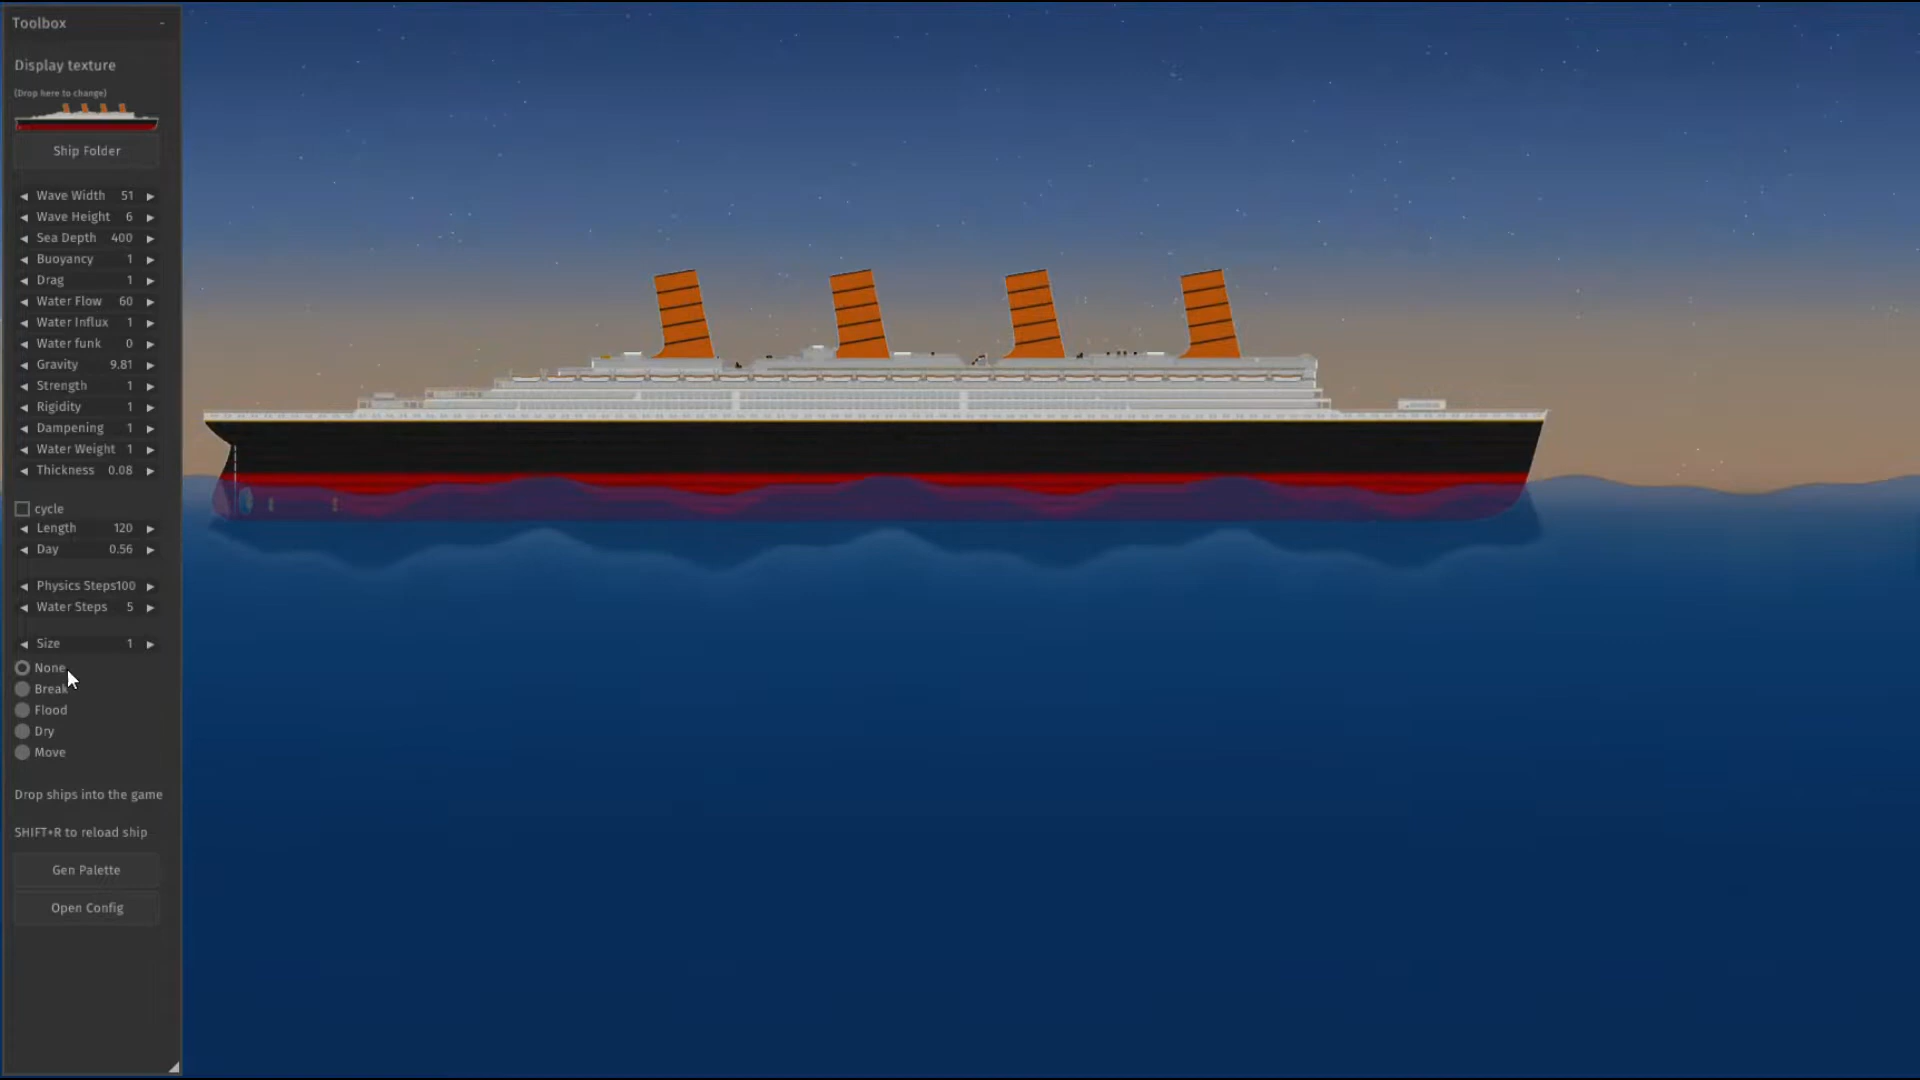 Toolbox -
Display texture
(Drop here to change)
Ship Folder
Wave Width 51
Wave Height 6
Sea Depth 400
Buoyancy 1
Drag 1
Water Flow 60
Water Influx 1
Water funk 0
Gravity 9.81
Strength 1
Rigidity 1
Dampening 1
Water Weight 1
Thickness 0.08
cycle
Length 120
Day 0.56
Physics Steps100
Water Steps 5
Size 1
None
Break
Flood
Dry
Move
Drop ships into the game
SHIFT+R to reload ship
Gen Palette
Open Config